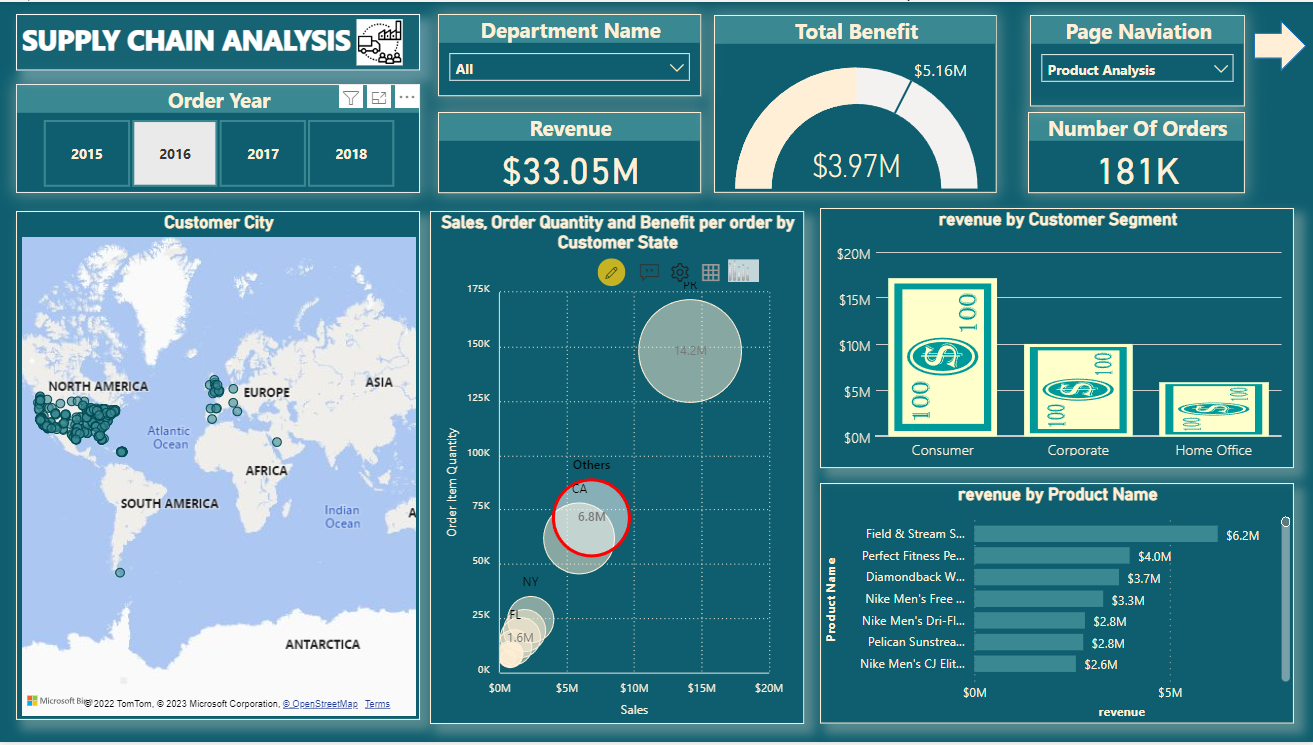 SUPPLY CHAIN ANALYSIS
Order Year
2015
2016
2017
2018
Department Name
All
Revenue
$33.05M
Total Benefit
$5.16M
$3.97M
Page Naviation
Product Analysis
Number Of Orders
181K
Customer City
NORTH AMERICA
EUROPE
ASIA
Atlantic
Ocean
AFRICA
SOUTH AMERICA
Indian
Ocean
A
ANTARCTICA
Microsoft Bi
© 2022 TomTom, © 2023 Microsoft Corporation, © OpenStreetMap Terms
Sales, Order Quantity and Benefit per order by
Customer State
PR
175K
150K
125K
100K
75K
50K
25K
0K
14.2M
Others
CA
6.8M
NY
FL
1.6M
Order Item Quantity
$0M
$5M
$10M
$15M
$20M
Sales
revenue by Customer Segment
$20M
$15M
$10M
$5M
$0M
100
100
100
100
100
100
Consumer
Corporate
Home Office
revenue by Product Name
Product Name
Field & Stream S...
$6.2M
Perfect Fitness Pe...
$4.0M
Diamondback W...
$3.7M
Nike Men's Free ...
$3.3M
Nike Men's Dri-Fl...
$2.8M
Pelican Sunstrea...
$2.8M
Nike Men's CJ Elit...
$2.6M
$0M
$5M
revenue